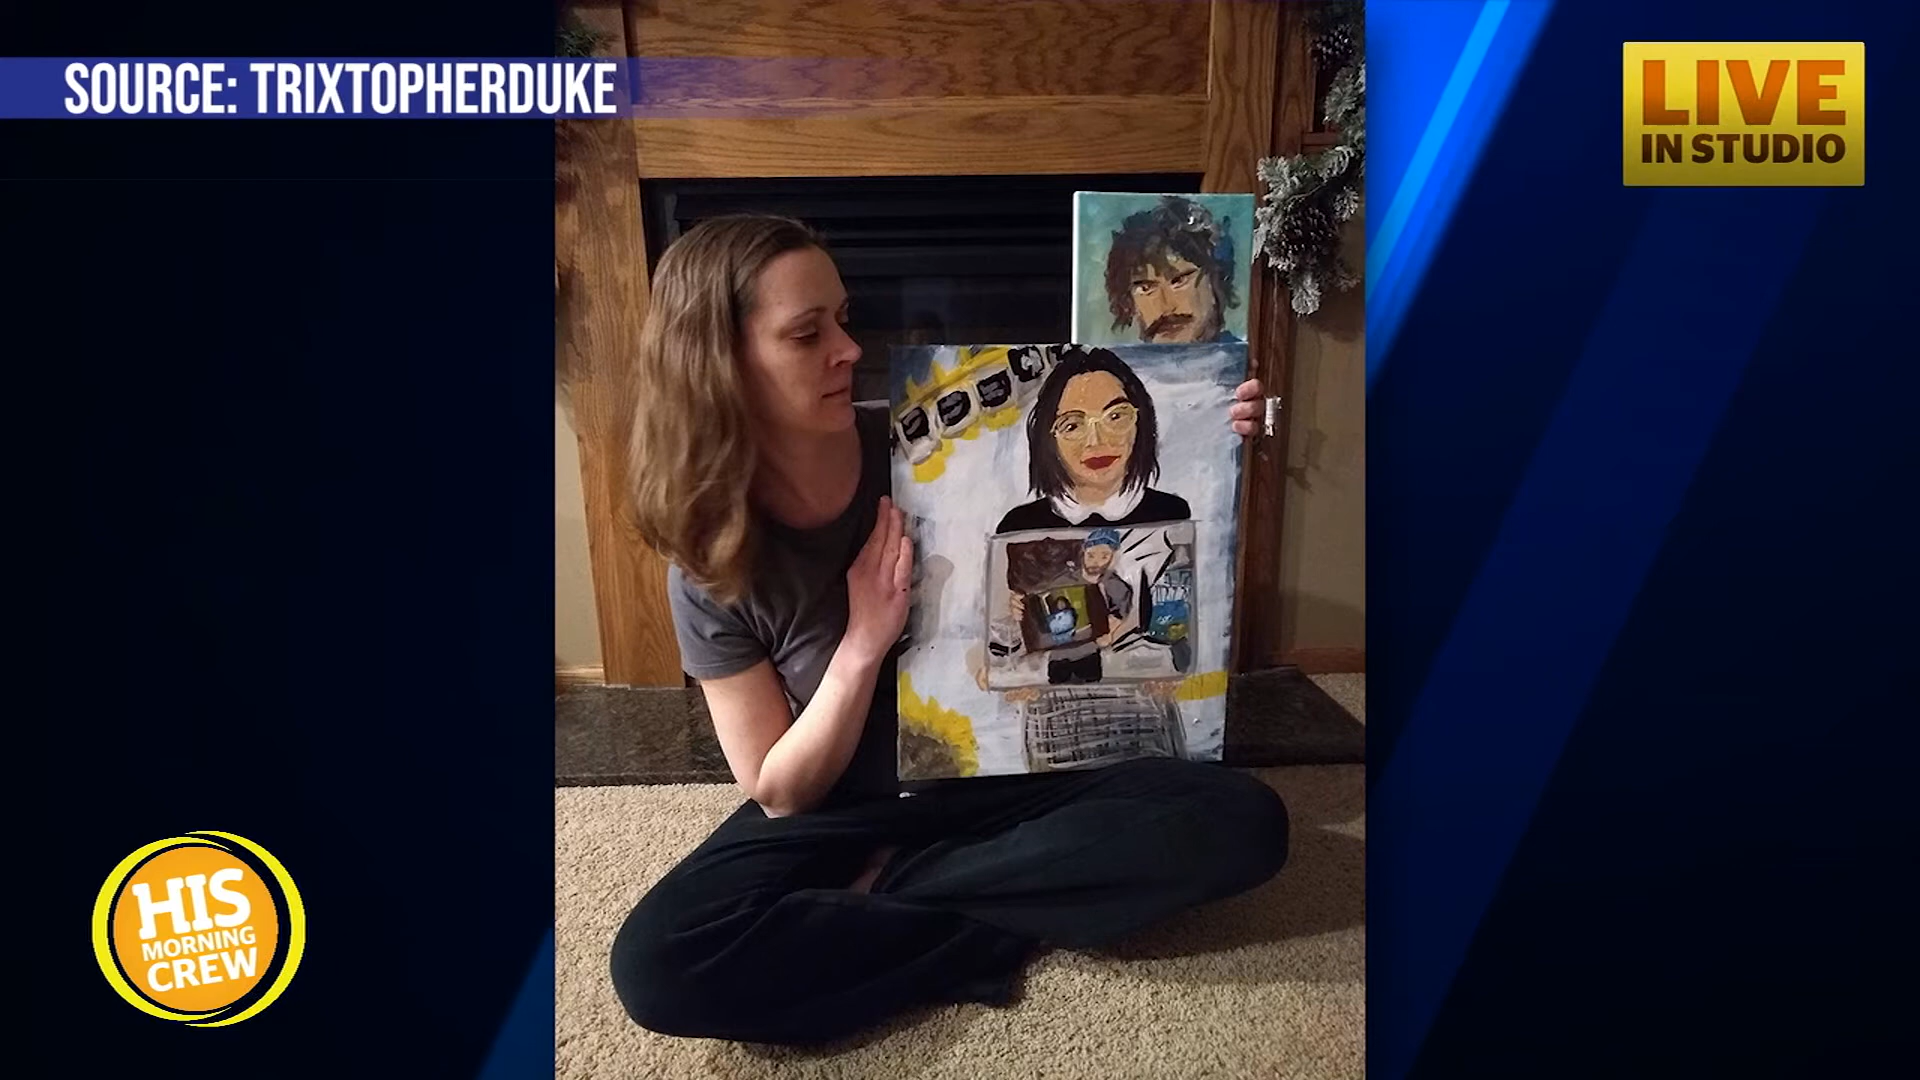 SOURCE: TRIXTOPHERDUKE
LIVE
IN STUDIO
HIS
MORNING
CREW